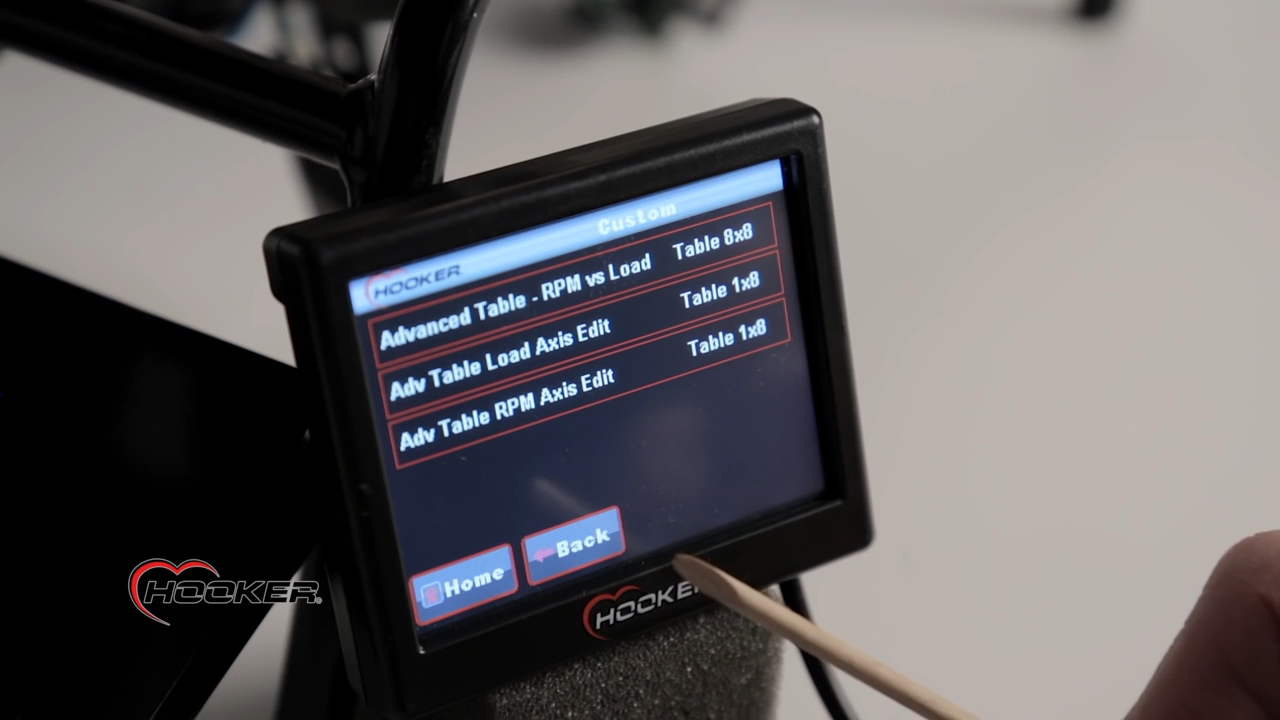 Custom
HOOKER
Advanced Table - RPM vs Load Table 8x8
Adv Table Load Axis Edit Table 1x8
Adv Table RPM Axis Edit Table 1x8
Home Back
HOOKER
HOOKER®